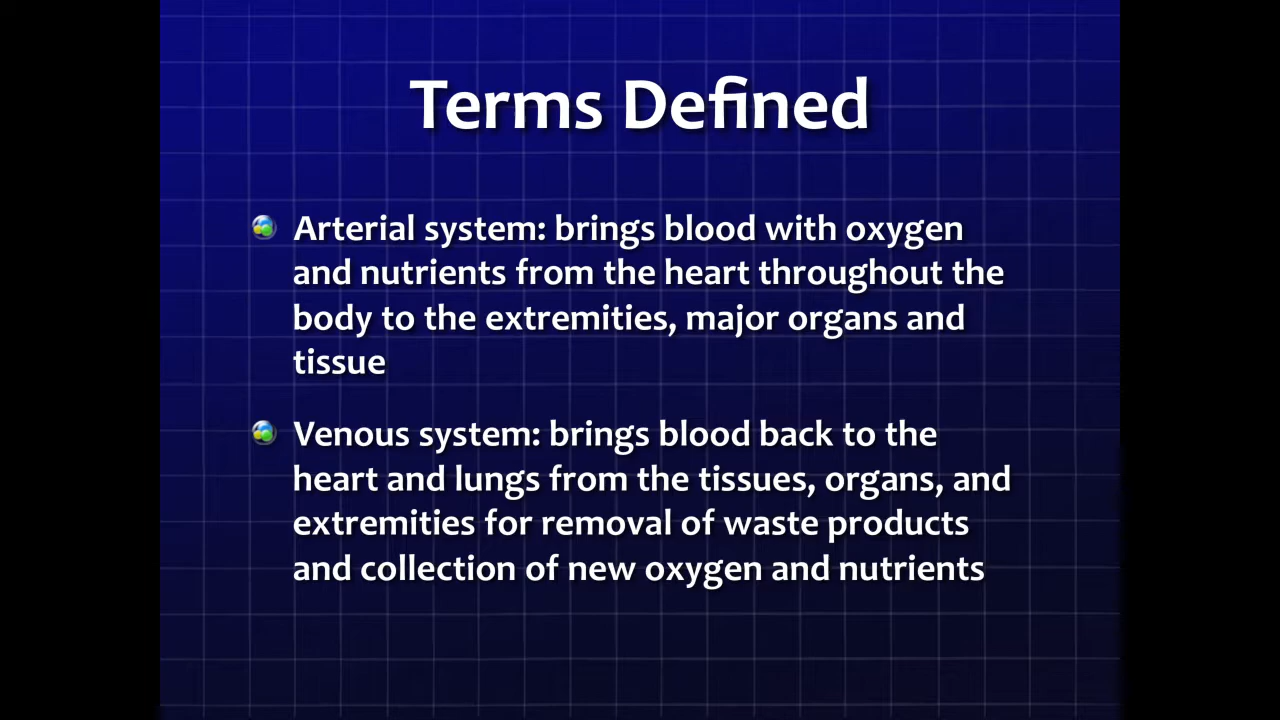 Terms Defined
Arterial system: brings blood with oxygen
and nutrients from the heart throughout the
body to the extremities, major organs and
tissue
Venous system: brings blood back to the
heart and lungs from the tissues, organs, and
extremities for removal of waste products
and collection of new oxygen and nutrients